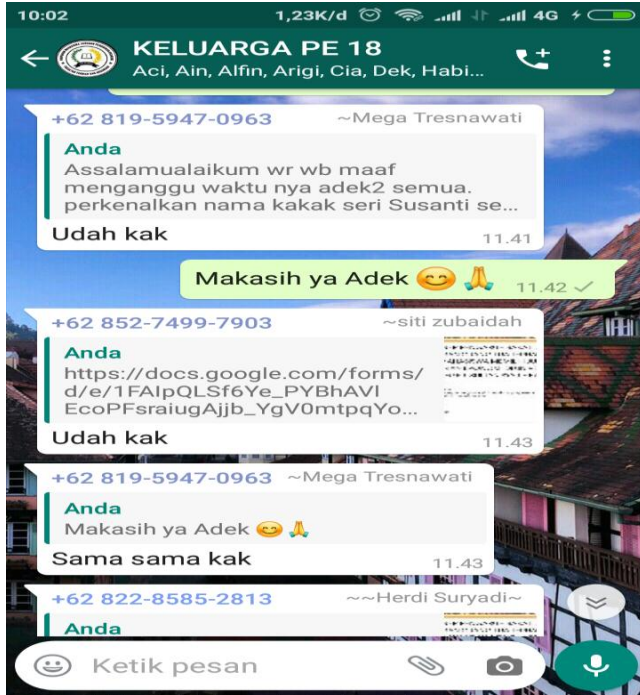 10:02 1,23K/d 4G
KELUARGA PE 18
Aci, Ain, Alfin, Arigi, Cia, Dek, Habi...
+62 819-5947-0963 ~Mega Tresnawati
Anda
Assalamualaikum wr wb maaf
menganggu waktu nya adek2 semua.
perkenalkan nama kakak seri Susanti se...
Udah kak 11.41
Makasih ya Adek 😊 🙏 11.42
+62 852-7499-7903 ~siti zubaidah
Anda
https://docs.google.com/forms/
d/e/1FAIpQLSf6Ye_PYBhAVI
EcoPFsraiugAjjb_YgV0mtpqYo...
Udah kak 11.43
+62 819-5947-0963 ~Mega Tresnawati
Anda
Makasih ya Adek 😊 🙏
Sama sama kak 11.43
+62 822-8585-2813 ~~Herdi Suryadi~
Anda
Ketik pesan